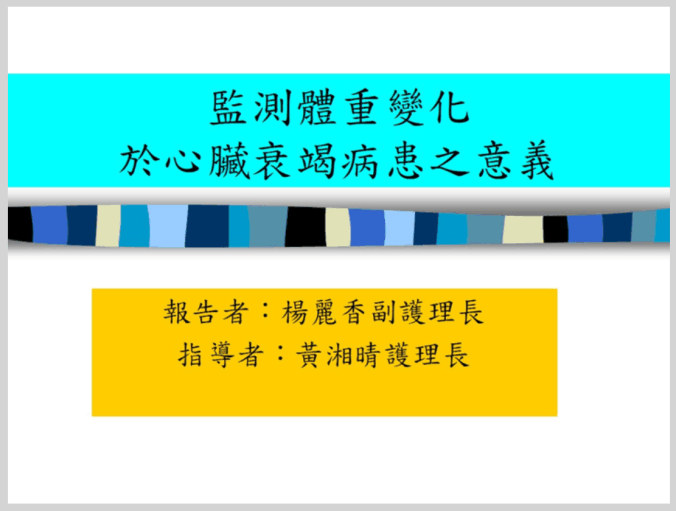 監測體重變化
於心臟衰竭病患之意義
報告者：楊麗香副護理長
指導者：黃湘晴護理長